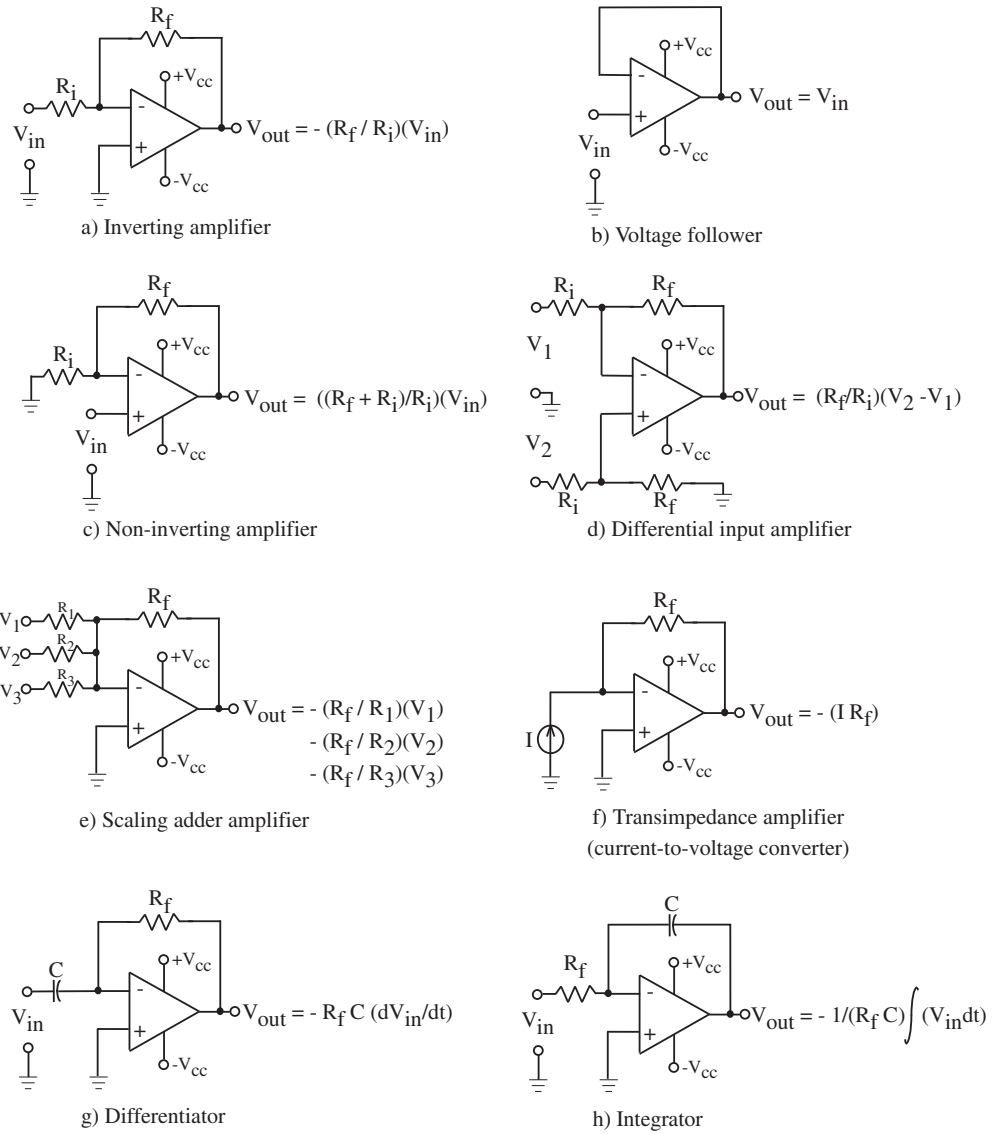 R_f
+V_cc
R_i
-
+
V_in
V_out = - (R_f / R_i)(V_in)
-V_cc
a) Inverting amplifier
+V_cc
-
+
V_in
V_out = V_in
-V_cc
b) Voltage follower
R_f
+V_cc
R_i
-
+
V_in
V_out = ((R_f + R_i)/R_i)(V_in)
-V_cc
c) Non-inverting amplifier
R_i
R_f
V_1
+V_cc
-
+
V_out = (R_f/R_i)(V_2 -V_1)
V_2
-V_cc
R_i
R_f
d) Differential input amplifier
R_f
V_1
R_1
V_2
R_2
V_3
R_3
+V_cc
-
+
V_out = - (R_f / R_1)(V_1)
- (R_f / R_2)(V_2)
- (R_f / R_3)(V_3)
-V_cc
e) Scaling adder amplifier
R_f
+V_cc
-
+
I
V_out = - (I R_f)
-V_cc
f) Transimpedance amplifier
(current-to-voltage converter)
R_f
C
+V_cc
-
+
V_in
V_out = - R_f C (dV_in/dt)
-V_cc
g) Differentiator
C
R_f
+V_cc
-
+
V_in
V_out = - 1/(R_f C)∫(V_in dt)
-V_cc
h) Integrator